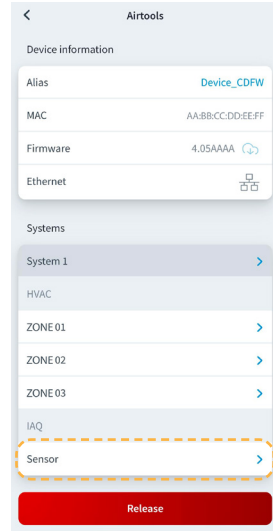 Airtools
Device information
Alias Device_CDFW
MAC AA:BB:CC:DD:EE:FF
Firmware 4.05AAAA
Ethernet
Systems
System 1
HVAC
ZONE 01
ZONE 02
ZONE 03
IAQ
Sensor
Release